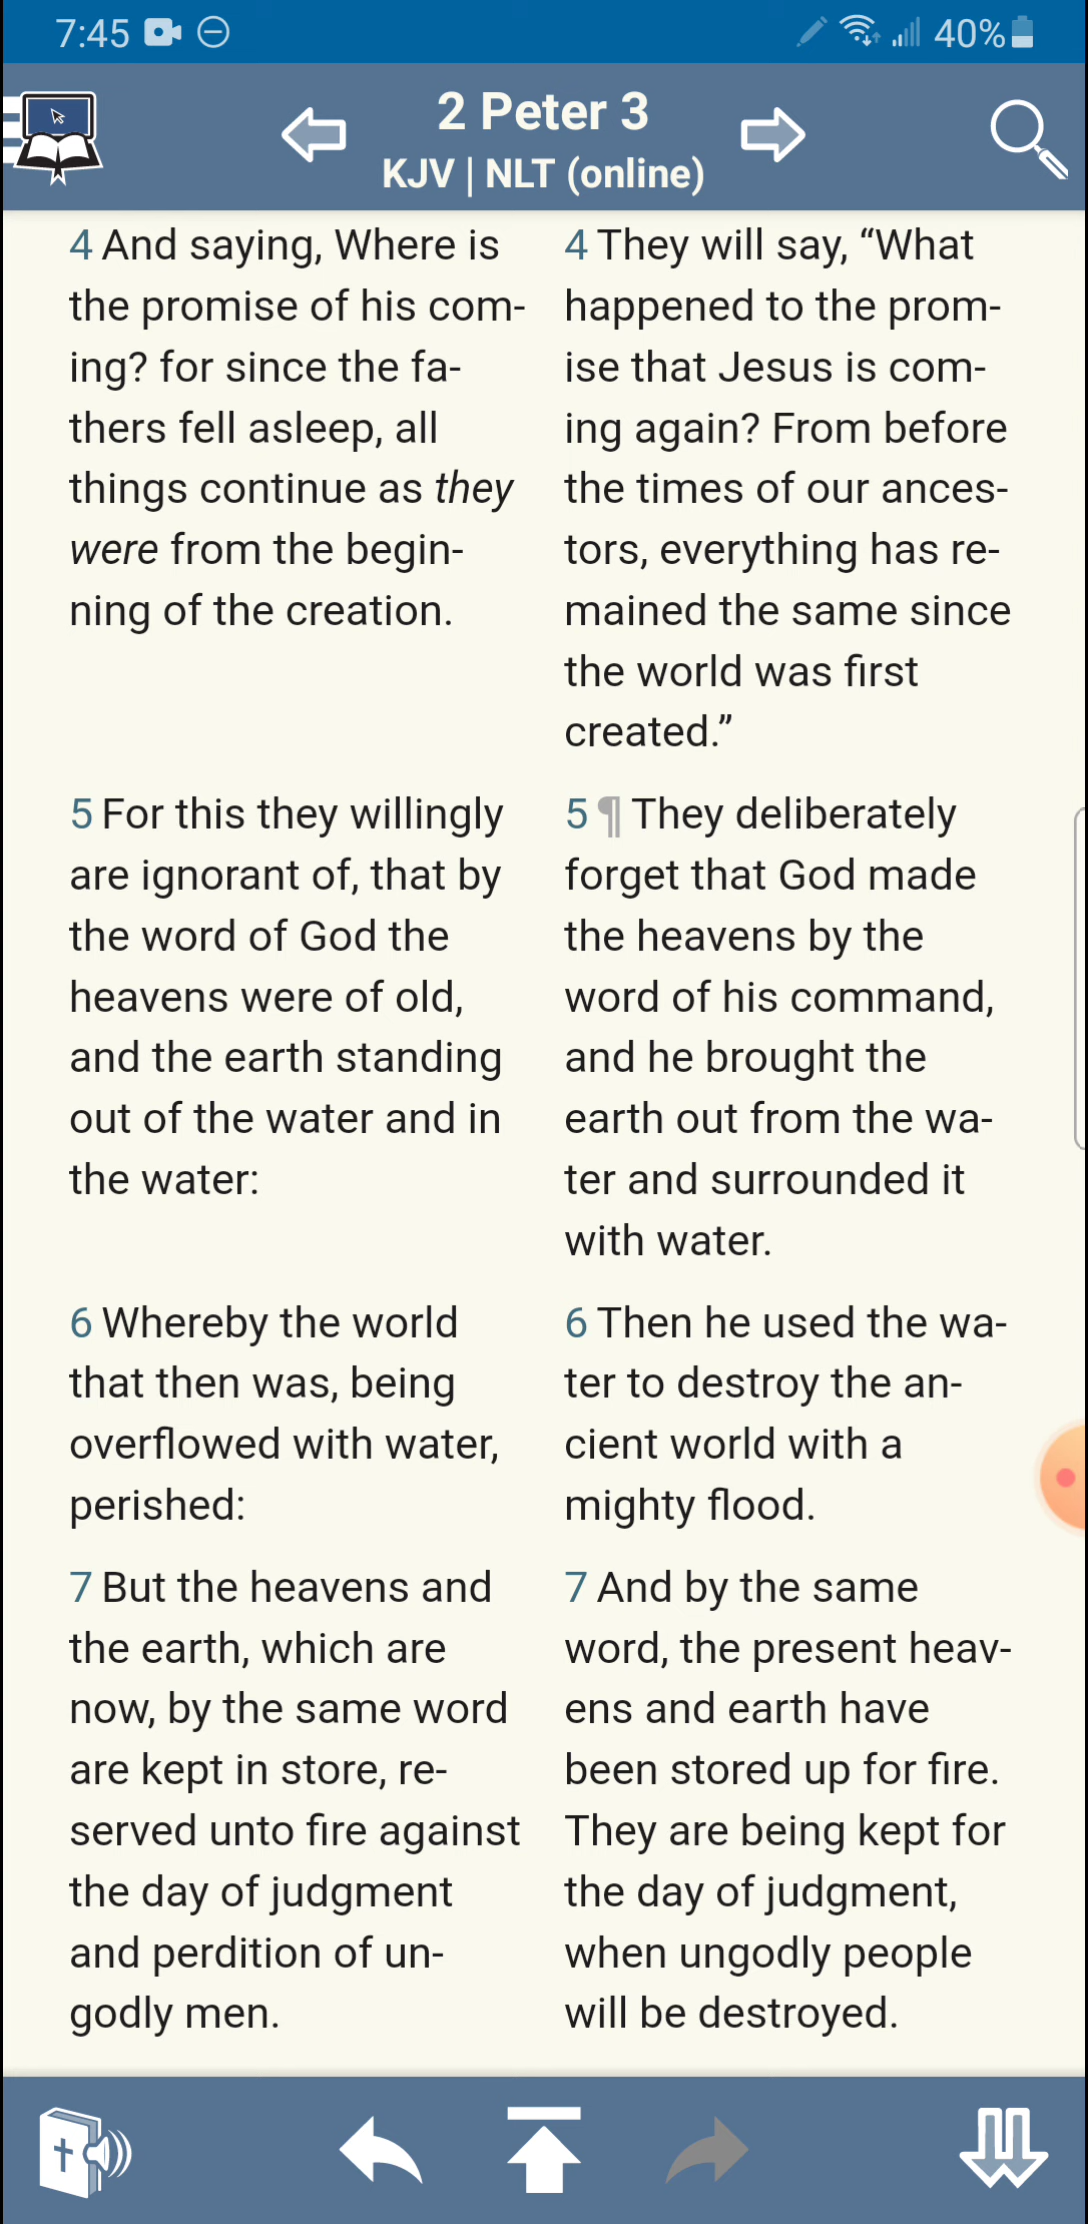 7:45
40%
2 Peter 3
KJV | NLT (online)
4 And saying, Where is
the promise of his com-
ing? for since the fa-
thers fell asleep, all
things continue as they
were from the begin-
ning of the creation.
4 They will say, “What
happened to the prom-
ise that Jesus is com-
ing again? From before
the times of our ances-
tors, everything has re-
mained the same since
the world was first
created.”
5 For this they willingly
are ignorant of, that by
the word of God the
heavens were of old,
and the earth standing
out of the water and in
the water:
5 ¶ They deliberately
forget that God made
the heavens by the
word of his command,
and he brought the
earth out from the wa-
ter and surrounded it
with water.
6 Whereby the world
that then was, being
overflowed with water,
perished:
6 Then he used the wa-
ter to destroy the an-
cient world with a
mighty flood.
7 But the heavens and
the earth, which are
now, by the same word
are kept in store, re-
served unto fire against
the day of judgment
and perdition of un-
godly men.
7 And by the same
word, the present heav-
ens and earth have
been stored up for fire.
They are being kept for
the day of judgment,
when ungodly people
will be destroyed.